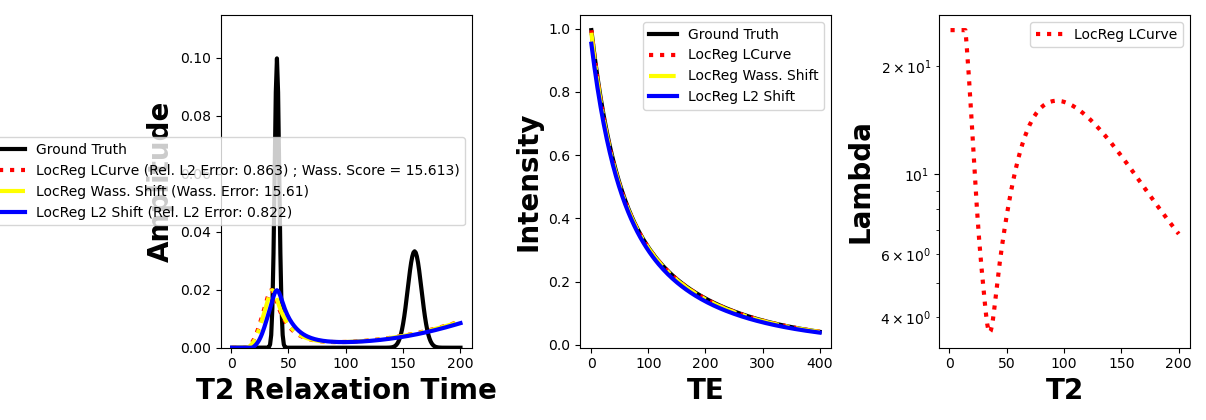 0.10
0.08
0.06
0.04
0.02
0.00
Amplitude
Ground Truth
LocReg LCurve (Rel. L2 Error: 0.863) ; Wass. Score = 15.613)
LocReg Wass. Shift (Wass. Error: 15.61)
LocReg L2 Shift (Rel. L2 Error: 0.822)
0 50 100 150 200
T2 Relaxation Time
1.0
0.8
0.6
0.4
0.2
0.0
Intensity
Ground Truth
LocReg LCurve
LocReg Wass. Shift
LocReg L2 Shift
0 100 200 300 400
TE
2 × 10¹
10¹
6 × 10⁰
4 × 10⁰
Lambda
LocReg LCurve
0 50 100 150 200
T2